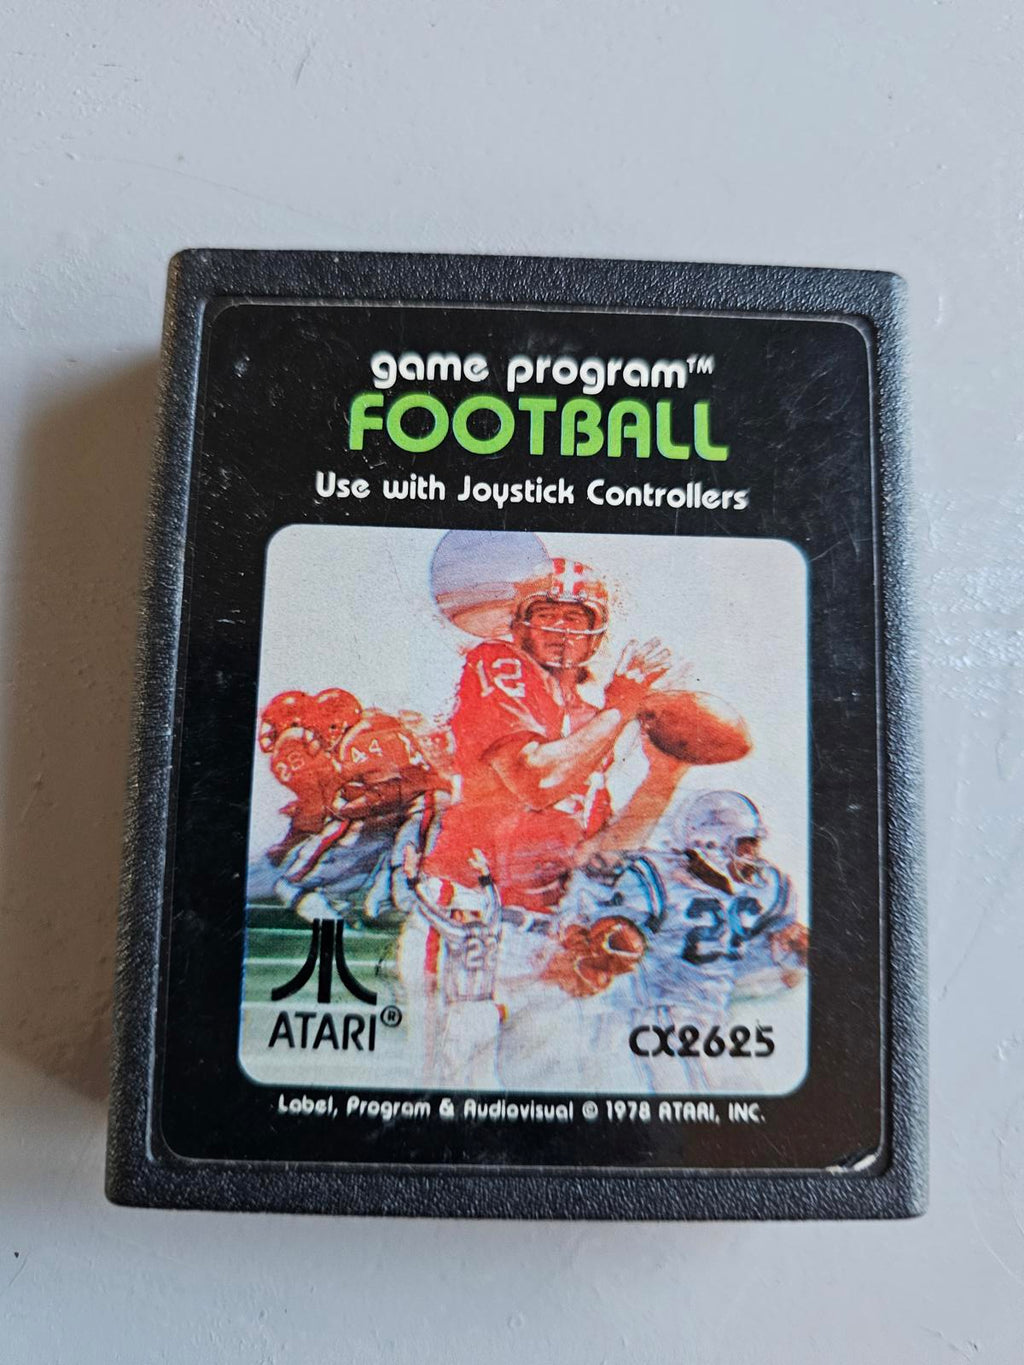 game program™
FOOTBALL
Use with Joystick Controllers
12
44
ATARI®
CX2625
Label, Program & Audiovisual © 1978 ATARI, INC.